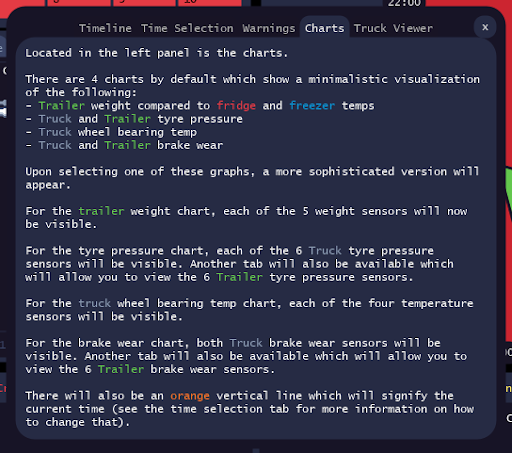 22:00
Timeline Time Selection Warnings Charts Truck Viewer x
Located in the left panel is the charts.
There are 4 charts by default which show a minimalistic visualization
of the following:
- Trailer weight compared to fridge and freezer temps
- Truck and Trailer tyre pressure
- Truck wheel bearing temp
- Truck and Trailer brake wear
Upon selecting one of these graphs, a more sophisticated version will
appear.
For the trailer weight chart, each of the 5 weight sensors will now
be visible.
For the tyre pressure chart, each of the 6 Truck tyre pressure
sensors will be visible. Another tab will also be available which
will allow you to view the 6 Trailer tyre pressure sensors.
For the truck wheel bearing temp chart, each of the four temperature
sensors will be visible.
For the brake wear chart, both Truck brake wear sensors will be
visible. Another tab will also be available which will allow you to
view the 6 Trailer brake wear sensors.
There will also be an orange vertical line which will signify the
current time (see the time selection tab for more information on how
to change that).